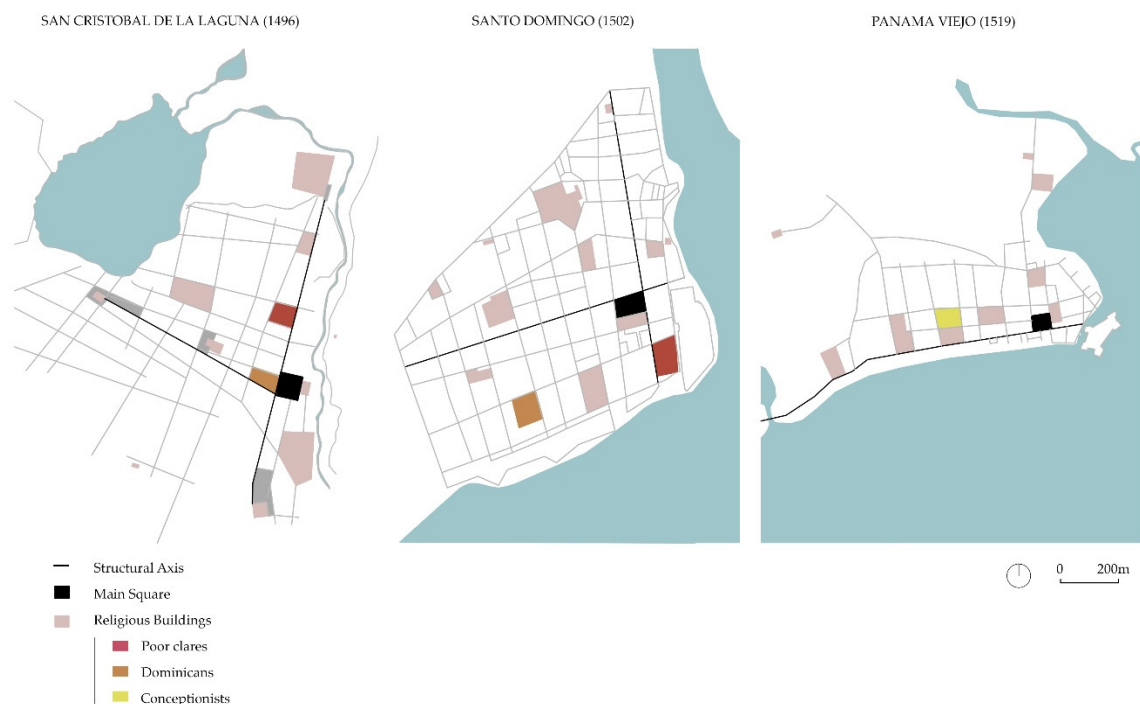 SAN CRISTOBAL DE LA LAGUNA (1496)
SANTO DOMINGO (1502)
PANAMA VIEJO (1519)
Structural Axis
Main Square
Religious Buildings
Poor clares
Dominicans
Conceptionists
0 200m